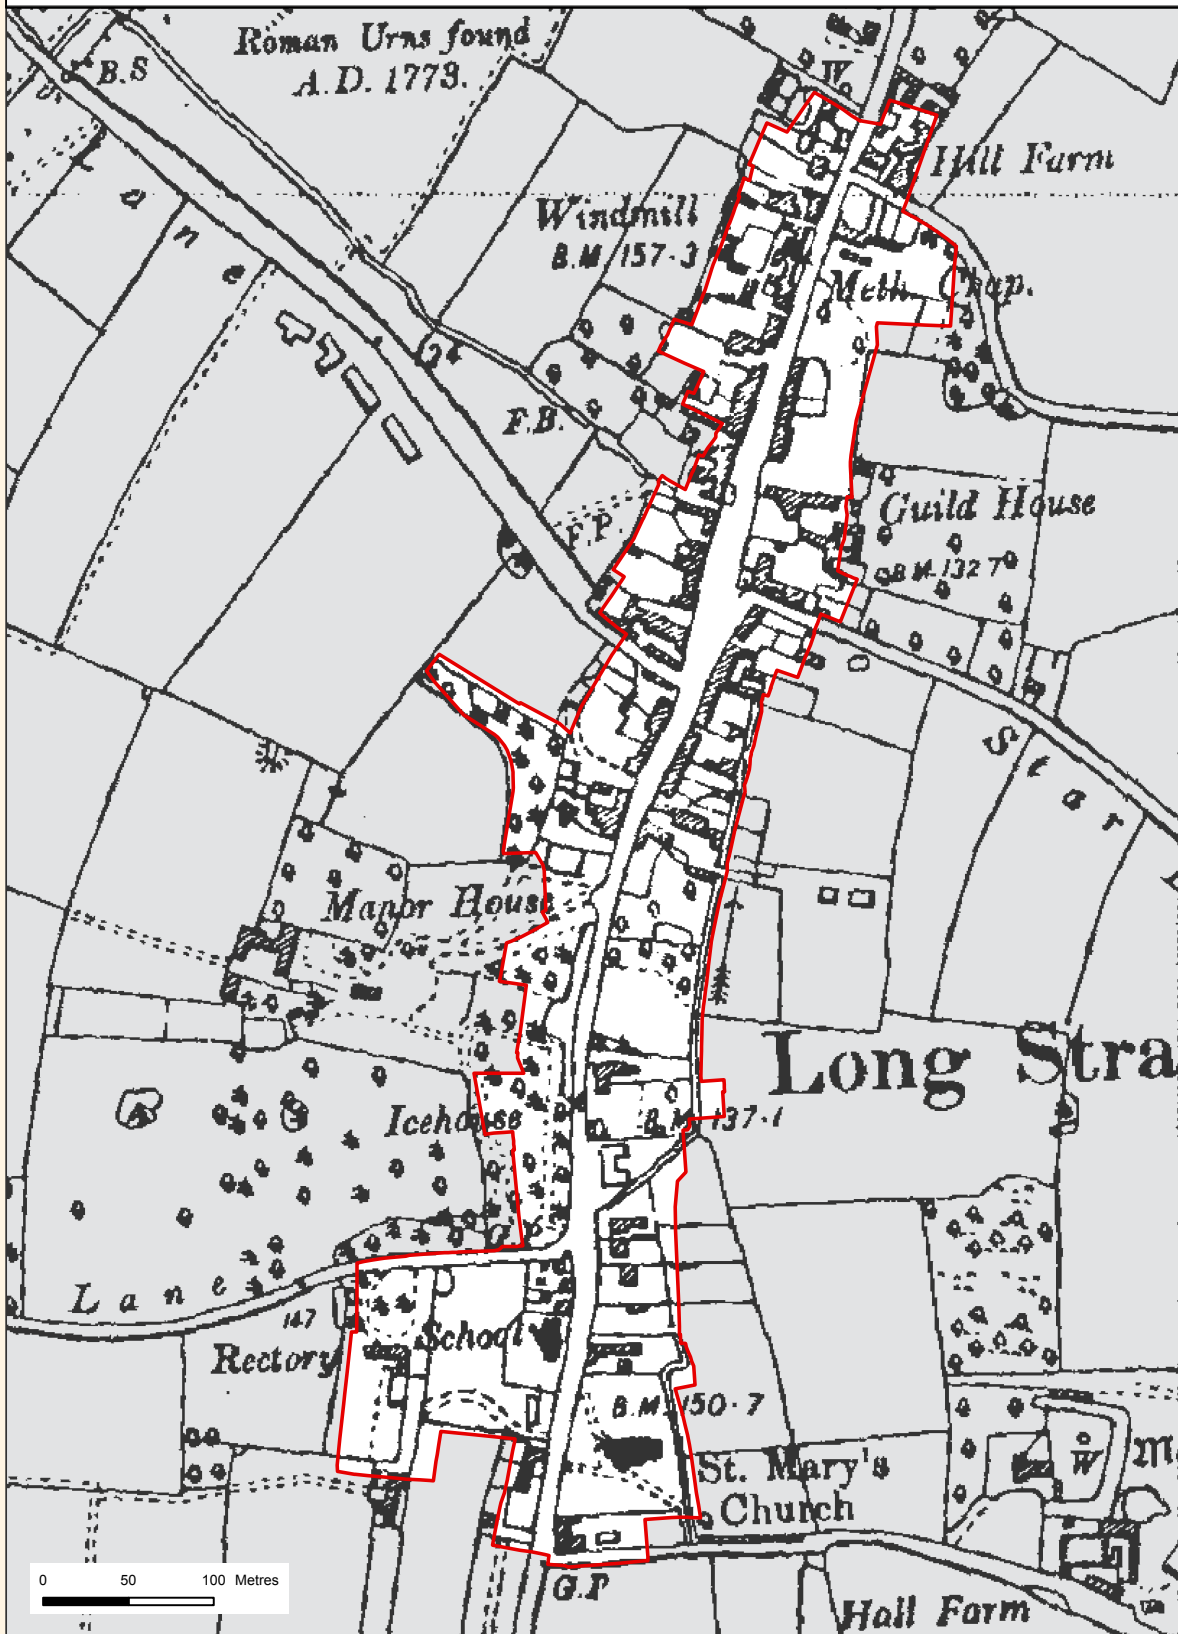 Roman Urns found
A.D. 1773.
B.S
W
Hill Farm
Lane
Windmill
B.M. 157·3
Meth. Chap.
F.B.
Guild House
F.P.
B.M. 132·7
Star
Manor House
Long Stra
Icehouse
B.M. 137·1
G.P
Lane
147
School
Rectory
B.M. 150·7
St. Mary's
Church
W
M
G.P
Hall Farm
0 50 100 Metres